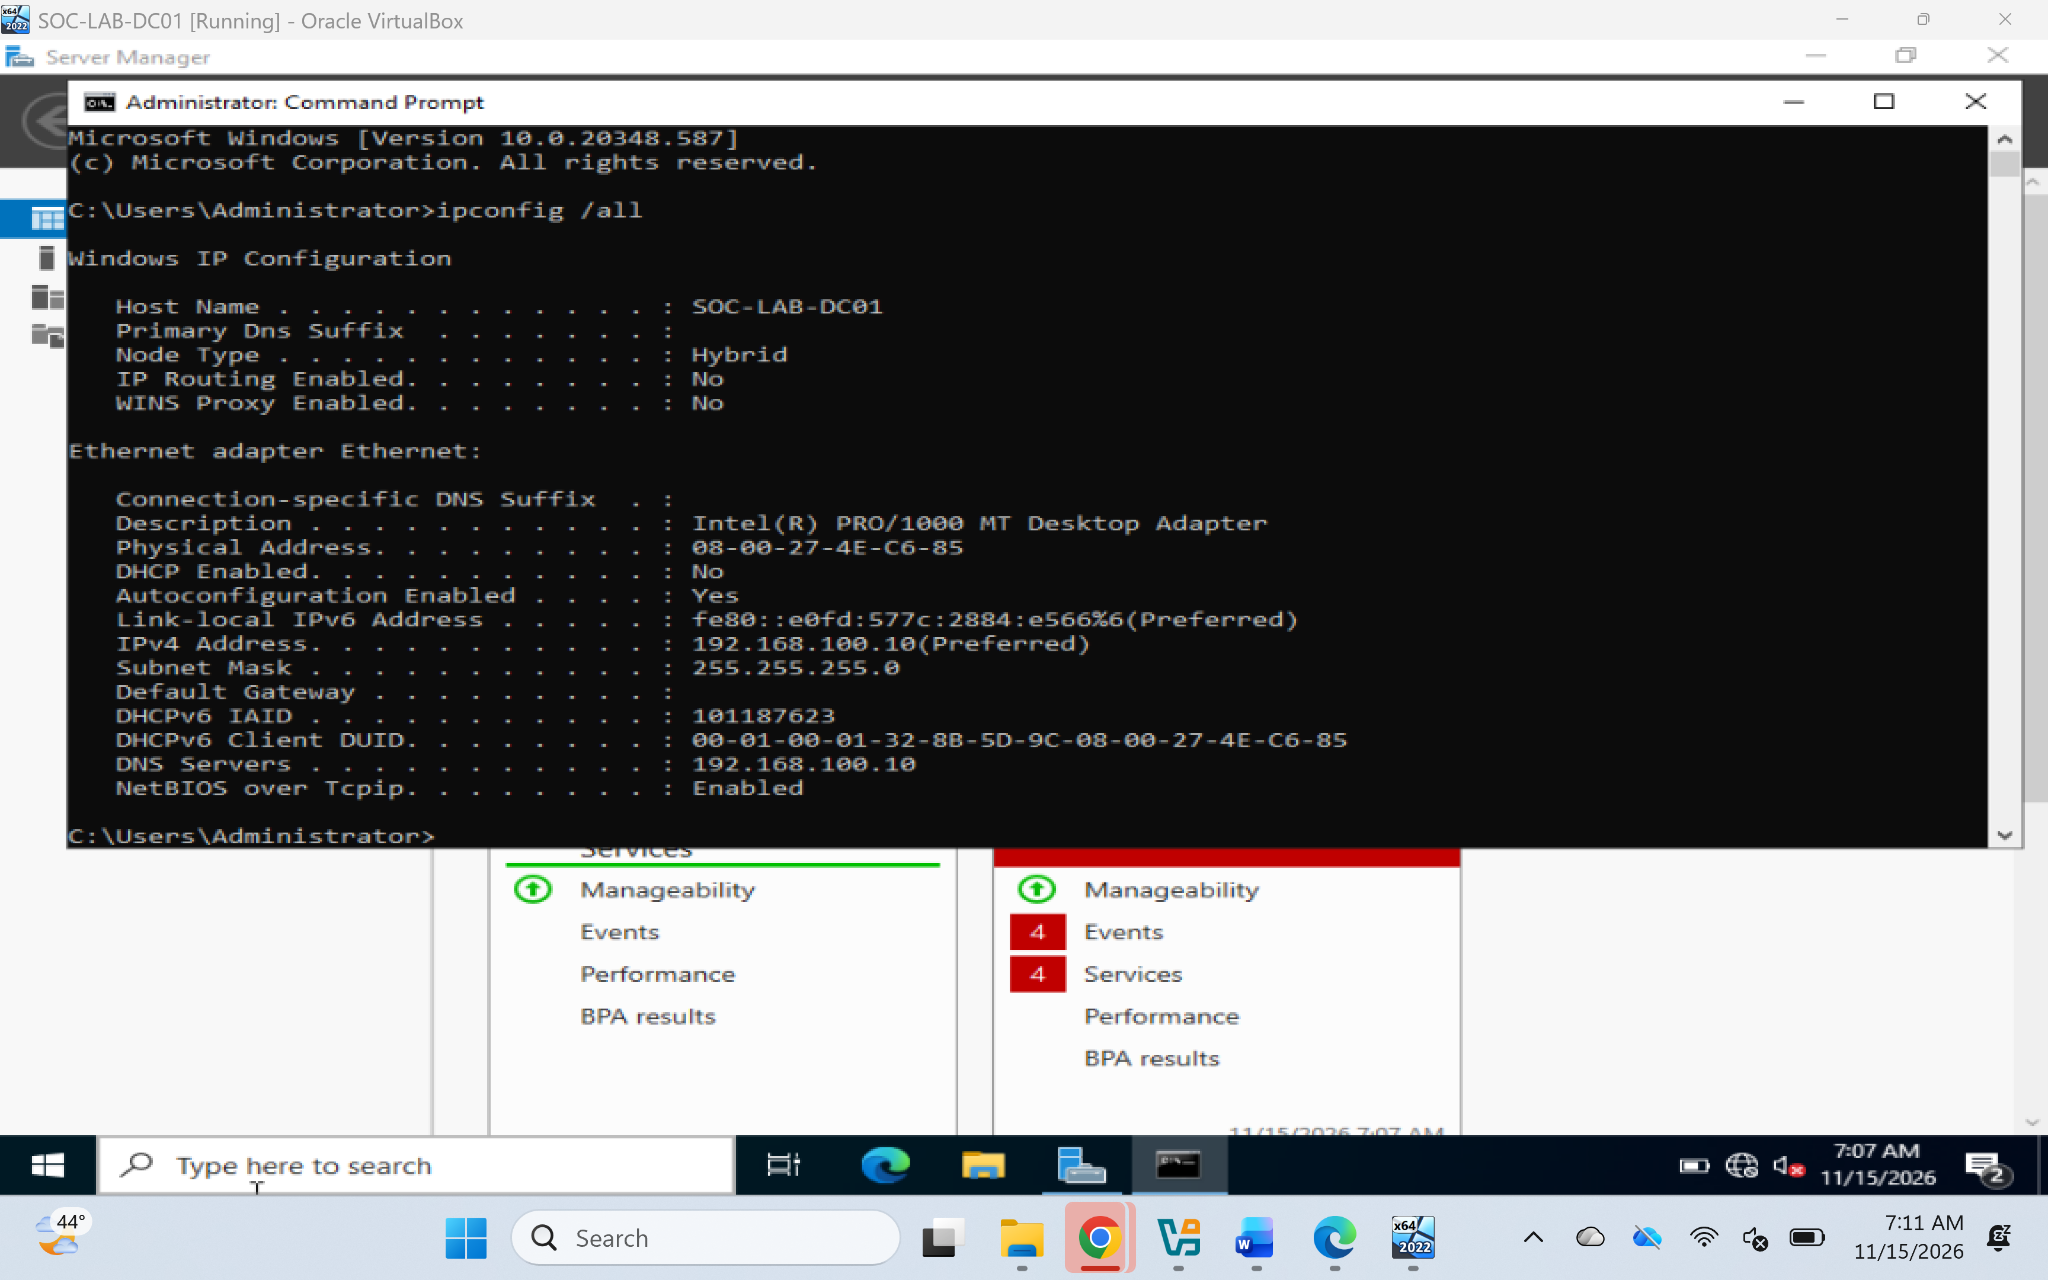 SOC-LAB-DC01 [Running] - Oracle VirtualBox
Server Manager
Administrator: Command Prompt
Microsoft Windows [Version 10.0.20348.587]
(c) Microsoft Corporation. All rights reserved.
C:\Users\Administrator>ipconfig /all
Windows IP Configuration
Host Name . . . . . . . . . . . . : SOC-LAB-DC01
Primary Dns Suffix . . . . . . . :
Node Type . . . . . . . . . . . . : Hybrid
IP Routing Enabled. . . . . . . . : No
WINS Proxy Enabled. . . . . . . . : No
Ethernet adapter Ethernet:
Connection-specific DNS Suffix . :
Description . . . . . . . . . . . : Intel(R) PRO/1000 MT Desktop Adapter
Physical Address. . . . . . . . . : 08-00-27-4E-C6-85
DHCP Enabled. . . . . . . . . . . : No
Autoconfiguration Enabled . . . . : Yes
Link-local IPv6 Address . . . . . : fe80::e0fd:577c:2884:e566%6(Preferred)
IPv4 Address. . . . . . . . . . . : 192.168.100.10(Preferred)
Subnet Mask . . . . . . . . . . . : 255.255.255.0
Default Gateway . . . . . . . . . :
DHCPv6 IAID . . . . . . . . . . . : 101187623
DHCPv6 Client DUID. . . . . . . . : 00-01-00-01-32-8B-5D-9C-08-00-27-4E-C6-85
DNS Servers . . . . . . . . . . . : 192.168.100.10
NetBIOS over Tcpip. . . . . . . . : Enabled
C:\Users\Administrator>
Services
Manageability
Events
Performance
BPA results
Manageability
4 Events
4 Services
Performance
BPA results
11/15/2026 7:07 AM
Type here to search
7:07 AM
11/15/2026
2
44°
Search
W
x64
2022
7:11 AM
11/15/2026